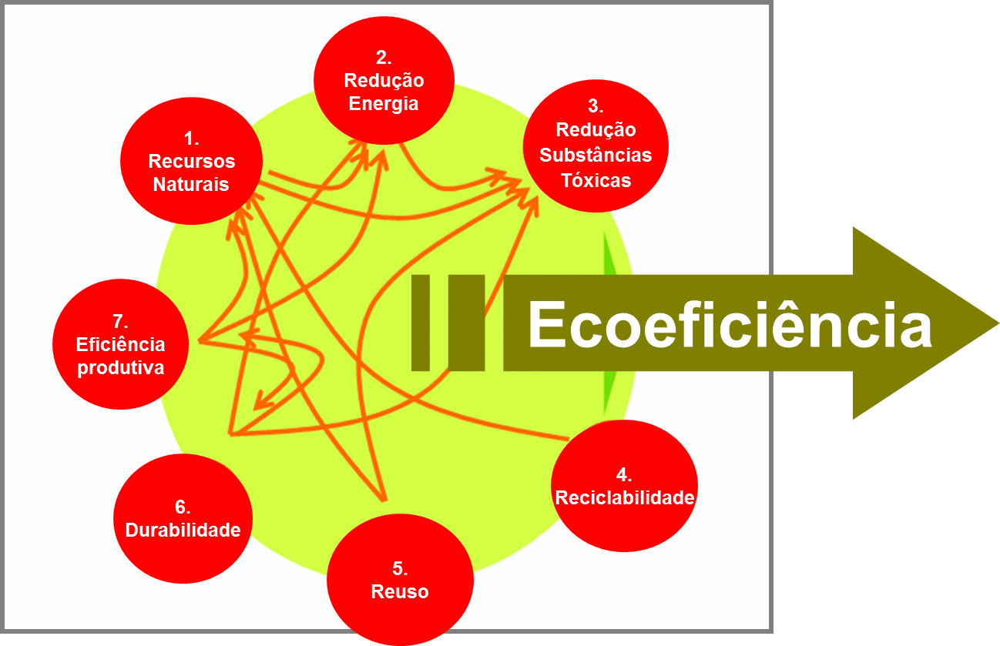 1.
Recursos
Naturais
2.
Redução
Energia
3.
Redução
Substâncias
Tóxicas
Ecoeficiência
4.
Reciclabilidade
5.
Reuso
6.
Durabilidade
7.
Eficiência
produtiva